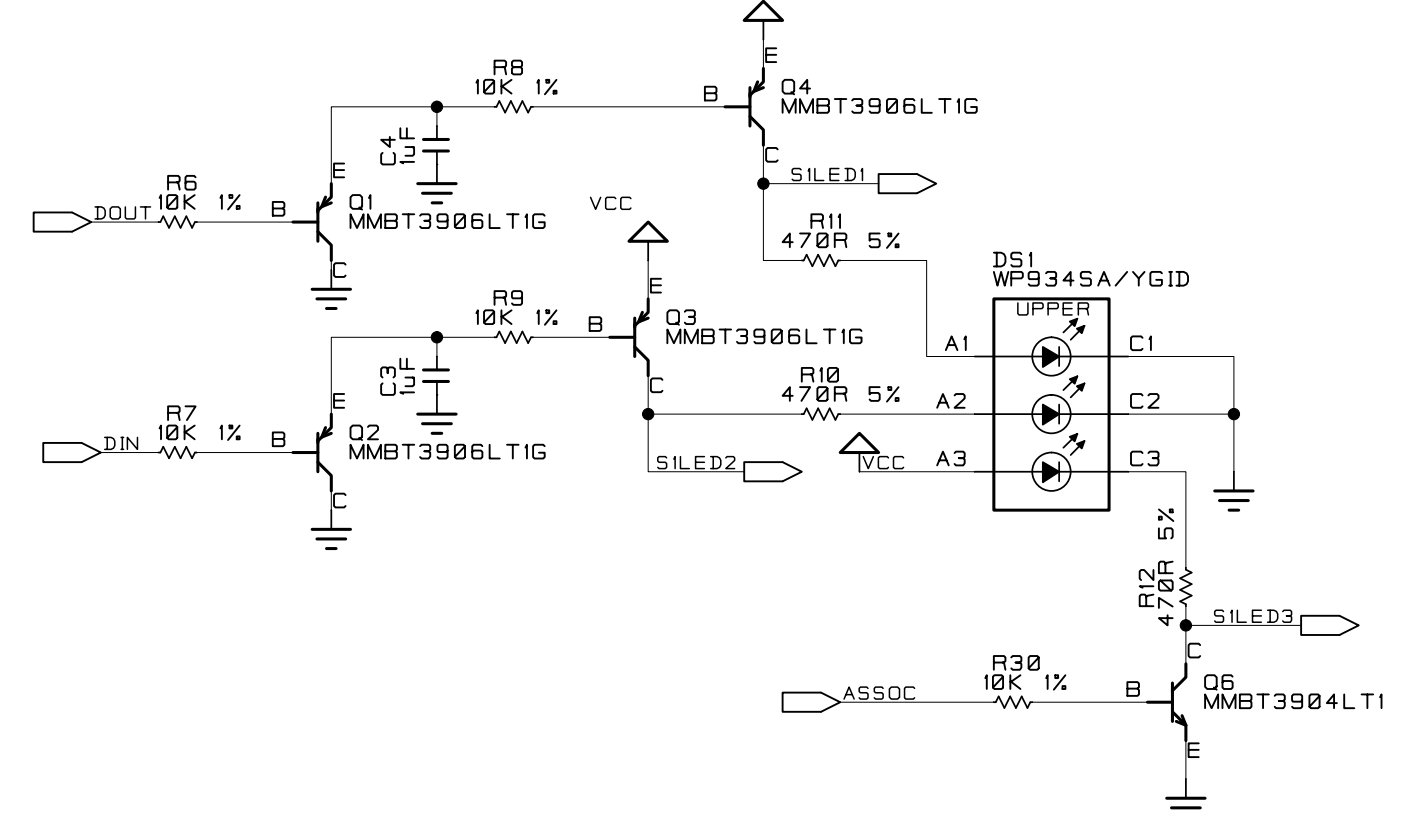 E
R8
10K 1%
B
Q4
MMBT3906LT1G
C4
1uF
C
E
S1LED1
R6
10K 1%
DOUT
B
Q1
MMBT3906LT1G
VCC
R11
470R 5%
C
DS1
WP934SA/YGID
E
R9
10K 1%
B
Q3
MMBT3906LT1G
UPPER
A1
C1
C3
1uF
C
R10
470R 5%
E
A2
C2
R7
10K 1%
DIN
B
Q2
MMBT3906LT1G
S1LED2
VCC
A3
C3
C
R12
470R 5%
S1LED3
C
R30
10K 1%
ASSOC
B
Q6
MMBT3904LT1
E